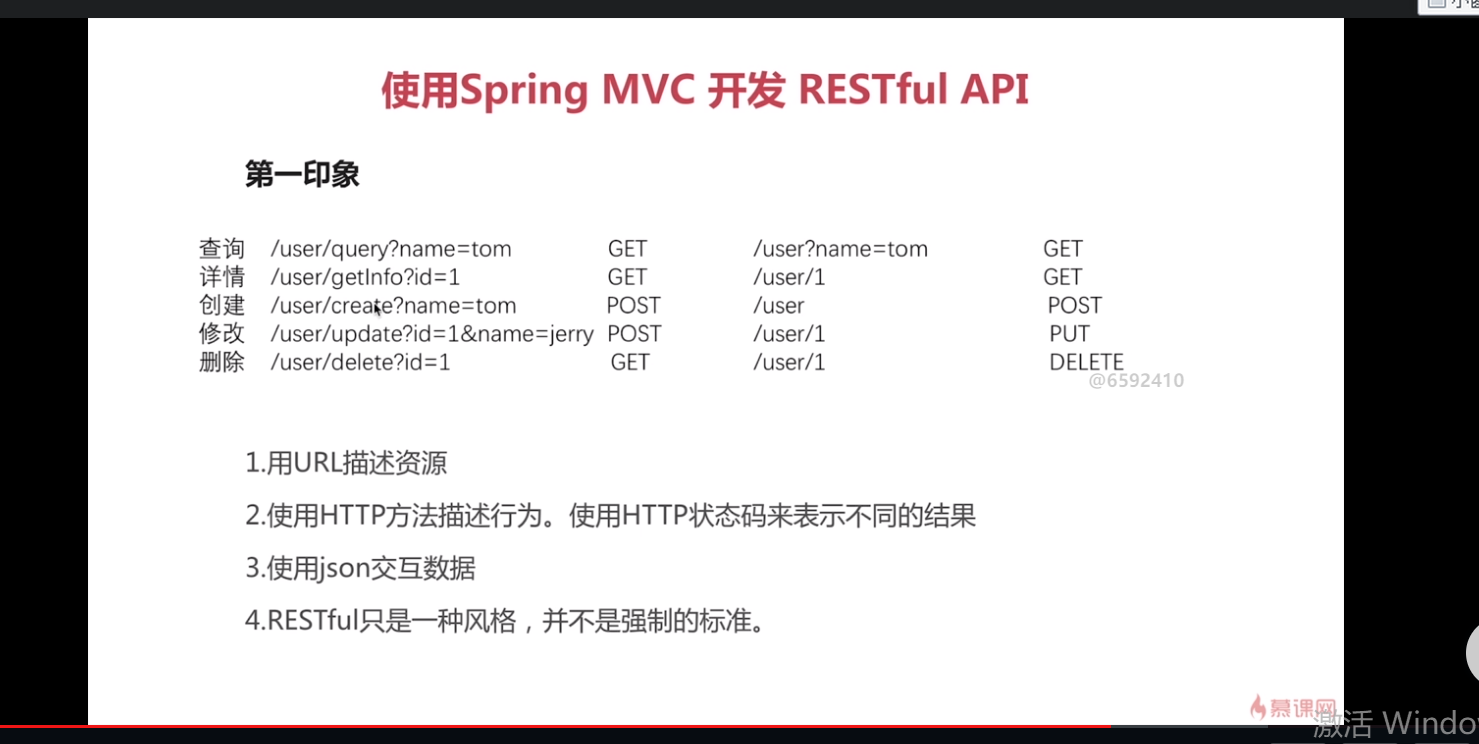 使用Spring MVC 开发 RESTful API
第一印象
查询 /user/query?name=tom GET /user?name=tom GET
详情 /user/getInfo?id=1 GET /user/1 GET
创建 /user/create?name=tom POST /user POST
修改 /user/update?id=1&name=jerry POST /user/1 PUT
删除 /user/delete?id=1 GET /user/1 DELETE
@6592410
1.用URL描述资源
2.使用HTTP方法描述行为。使用HTTP状态码来表示不同的结果
3.使用json交互数据
4.RESTful只是一种风格，并不是强制的标准。
慕课网
激活 Windo